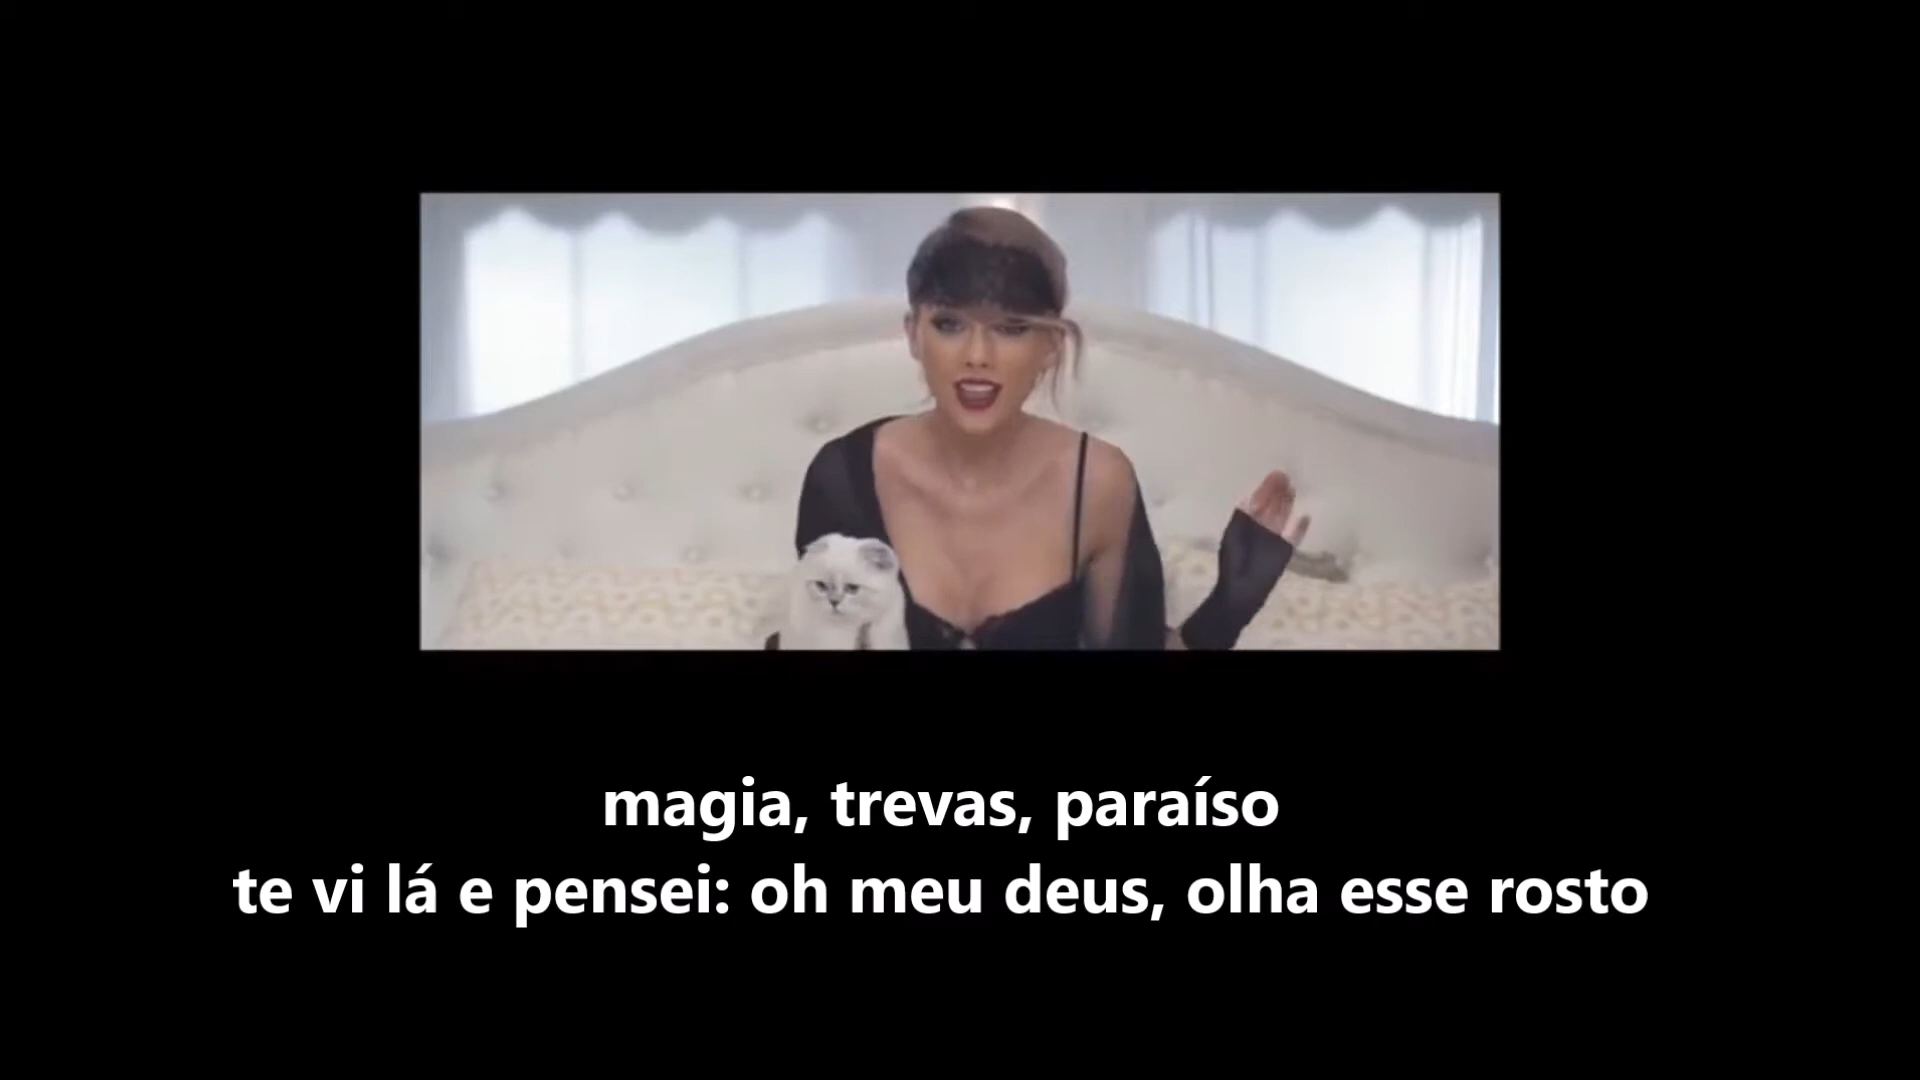 magia, trevas, paraíso
te vi lá e pensei: oh meu deus, olha esse rosto